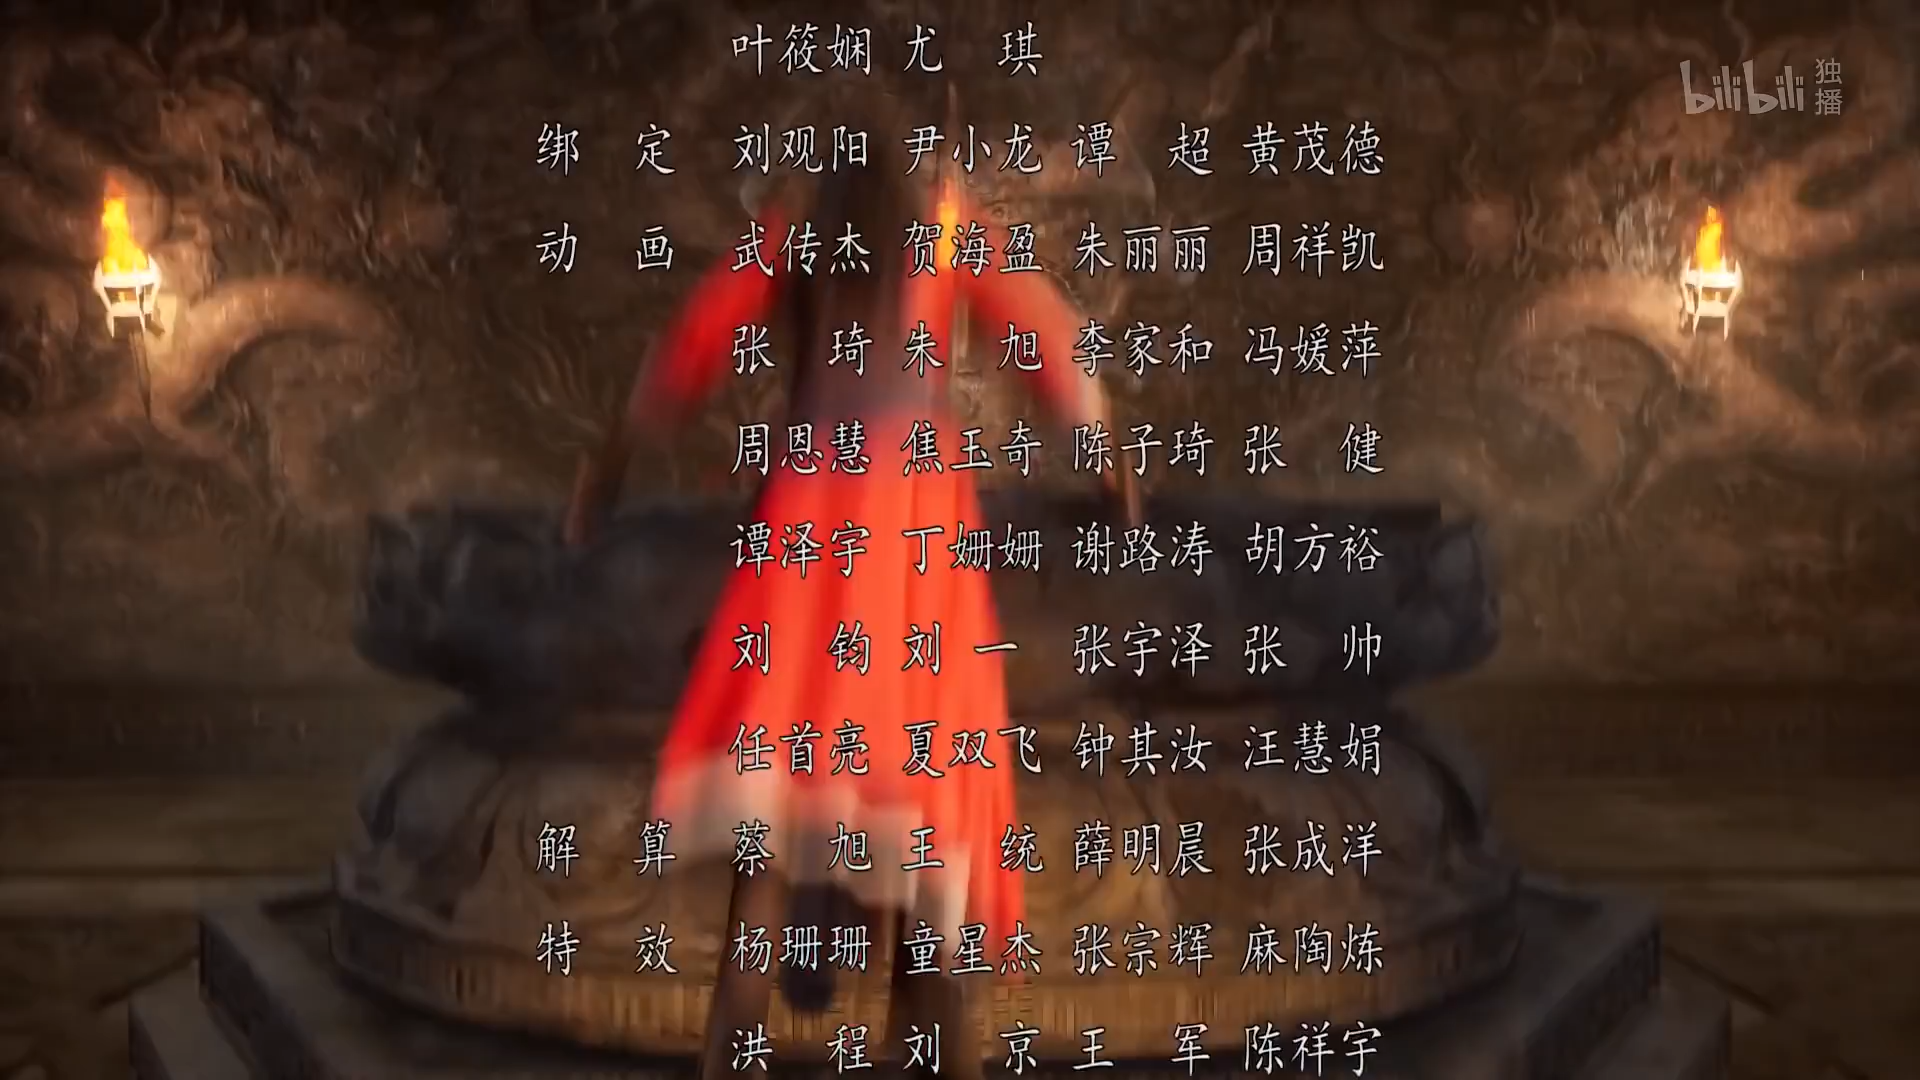 叶筱娴 尤 琪
bilibili 独播
绑 定 刘观阳 尹小龙 谭 超 黄茂德
动 画 武传杰 贺海盈 朱丽丽 周祥凯
张 琦 朱 旭 李家和 冯媛萍
周恩慧 焦玉奇 陈子琦 张 健
谭泽宇 丁姗姗 谢路涛 胡方裕
刘 钧 刘 一 张宇泽 张 帅
任首亮 夏双飞 钟其汝 汪慧娟
解 算 蔡 旭 王 统 薛明晨 张成洋
特 效 杨珊珊 童星杰 张宗辉 麻陶炼
洪 程 刘 京 王 军 陈祥宇